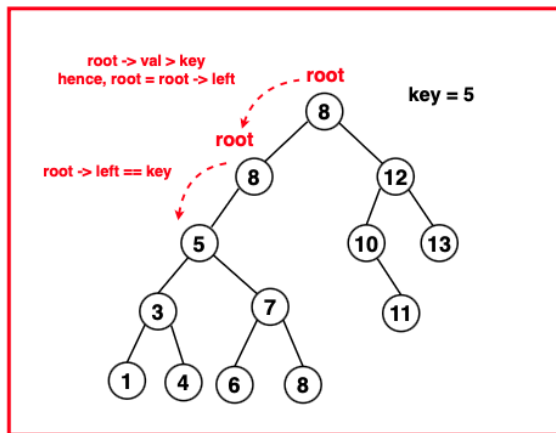 root -> val > key
hence, root = root -> left
root
key = 5
8
root
root -> left == key
8
12
5
10
13
3
7
11
1
4
6
8